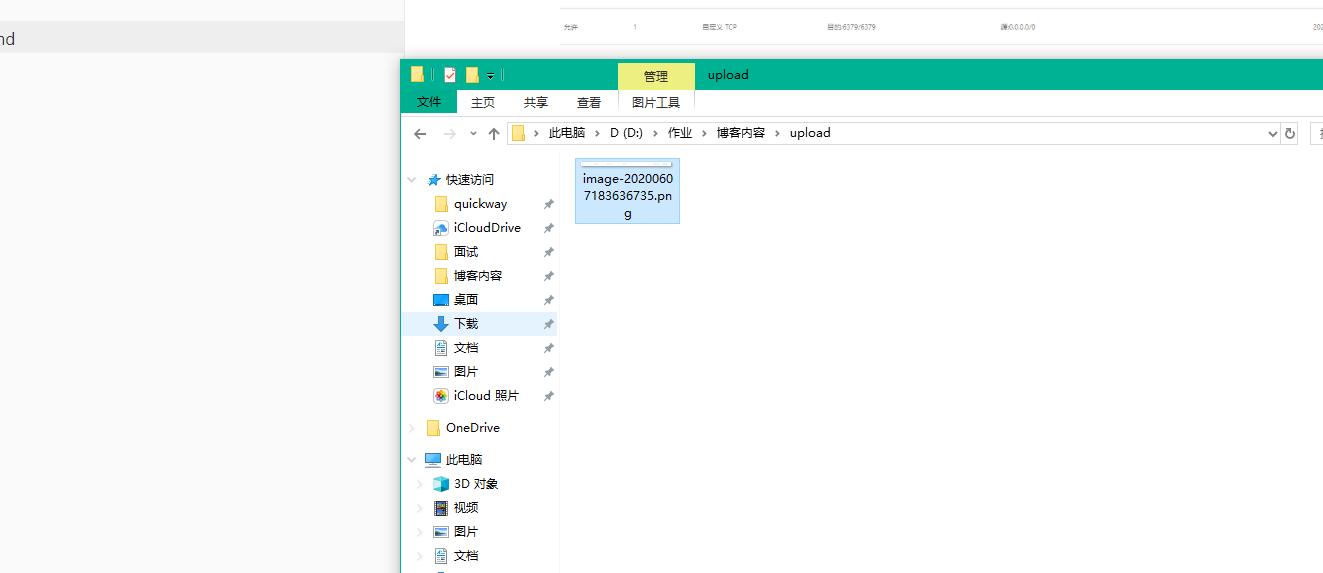 允许 1 自定义 TCP 目的:6379/6379 源:0.0.0.0/0 202
nd
管理 upload
文件 主页 共享 查看 图片工具
此电脑 D (D:) 作业 博客内容 upload
image-2020060
7183636735.pn
g
快速访问
quickway
iCloudDrive
面试
博客内容
桌面
下载
文档
图片
iCloud 照片
OneDrive
此电脑
3D 对象
视频
图片
文档